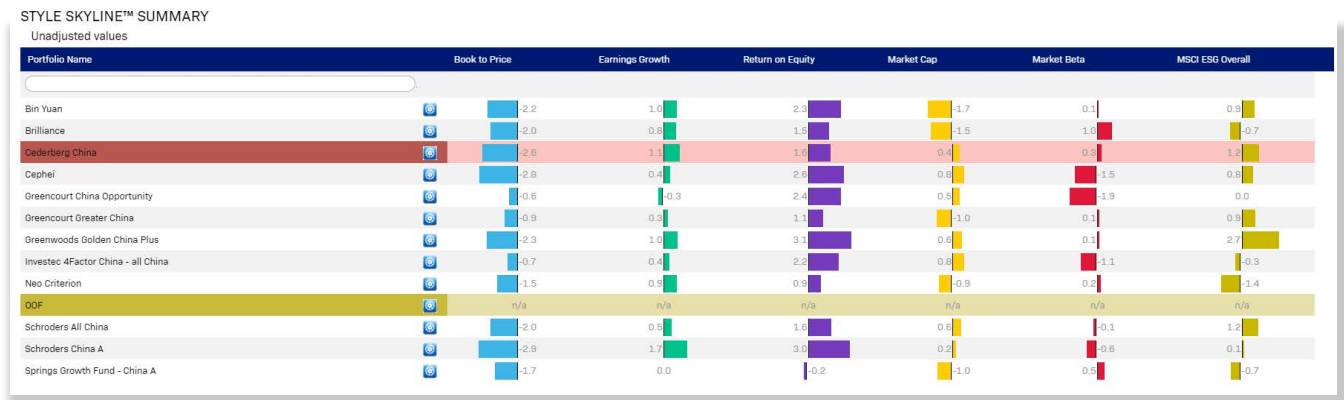 STYLE SKYLINE™ SUMMARY
Unadjusted values
Portfolio Name Book to Price Earnings Growth Return on Equity Market Cap Market Beta MSCI ESG Overall
Bin Yuan -2.2 1.0 2.3 -1.7 0.1 0.9
Brilliance -2.0 0.8 1.5 -1.5 1.0 -0.7
Cederberg China -2.6 1.1 1.6 0.4 0.3 1.2
Cephei -2.8 0.4 2.6 0.8 -1.5 0.8
Greencourt China Opportunity -0.6 -0.3 2.4 0.5 -1.9 0.0
Greencourt Greater China -0.9 0.3 1.1 -1.0 0.1 0.9
Greenwoods Golden China Plus -2.3 1.0 3.1 0.6 0.1 2.7
Investec 4Factor China - all China -0.7 0.4 2.2 0.8 -1.1 -0.3
Neo Criterion -1.5 0.9 0.9 -0.9 0.2 -1.4
OOF n/a n/a n/a n/a n/a n/a
Schroders All China -2.0 0.5 1.6 0.6 -0.1 1.2
Schroders China A -2.9 1.7 3.0 0.2 -0.6 0.1
Springs Growth Fund - China A -1.7 0.0 -0.2 -1.0 0.5 -0.7